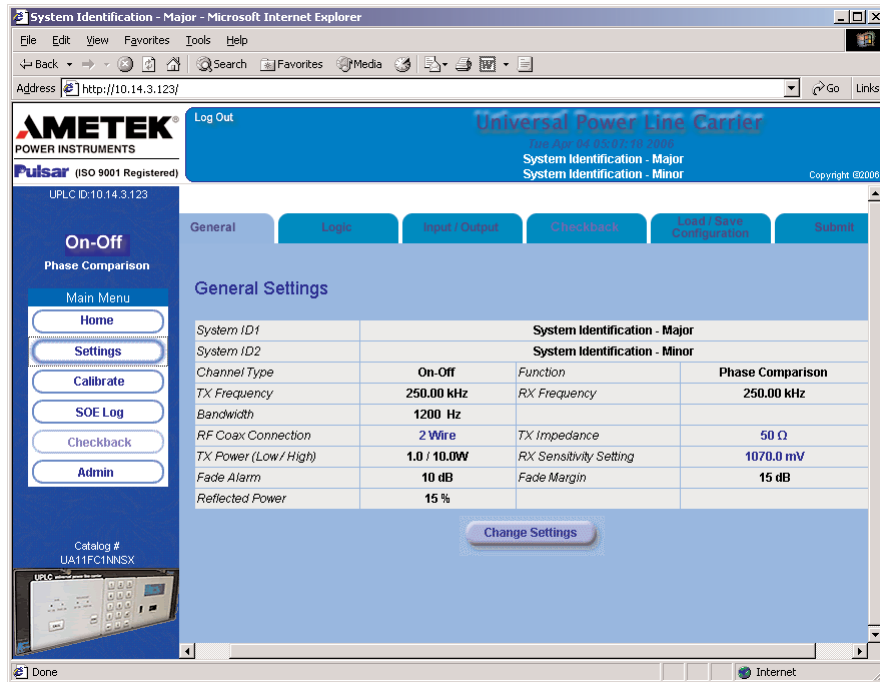 System Identification - Major - Microsoft Internet Explorer
File Edit View Favorites Tools Help
Back Search Favorites Media
Address http://10.14.3.123/ Go Links
AMETEK®
POWER INSTRUMENTS
Pulsar (ISO 9001 Registered)
Log Out
Universal Power Line Carrier
Tue Apr 04 05:07:16 2006
System Identification - Major
System Identification - Minor
Copyright ©2006
UPLC ID:10.14.3.123
On-Off
Phase Comparison
Main Menu
Home
Settings
Calibrate
SOE Log
Checkback
Admin
Catalog #
UA11FC1NNSX
UPLC universal power line carrier
General Logic Input / Output Checkback Load / Save Configuration Submit
General Settings
System ID1 System Identification - Major
System ID2 System Identification - Minor
Channel Type On-Off Function Phase Comparison
TX Frequency 250.00 kHz RX Frequency 250.00 kHz
Bandwidth 1200 Hz
RF Coax Connection 2 Wire TX Impedance 50 Ω
TX Power (Low / High) 1.0 / 10.0W RX Sensitivity Setting 1070.0 mV
Fade Alarm 10 dB Fade Margin 15 dB
Reflected Power 15 %
Change Settings
Done Internet